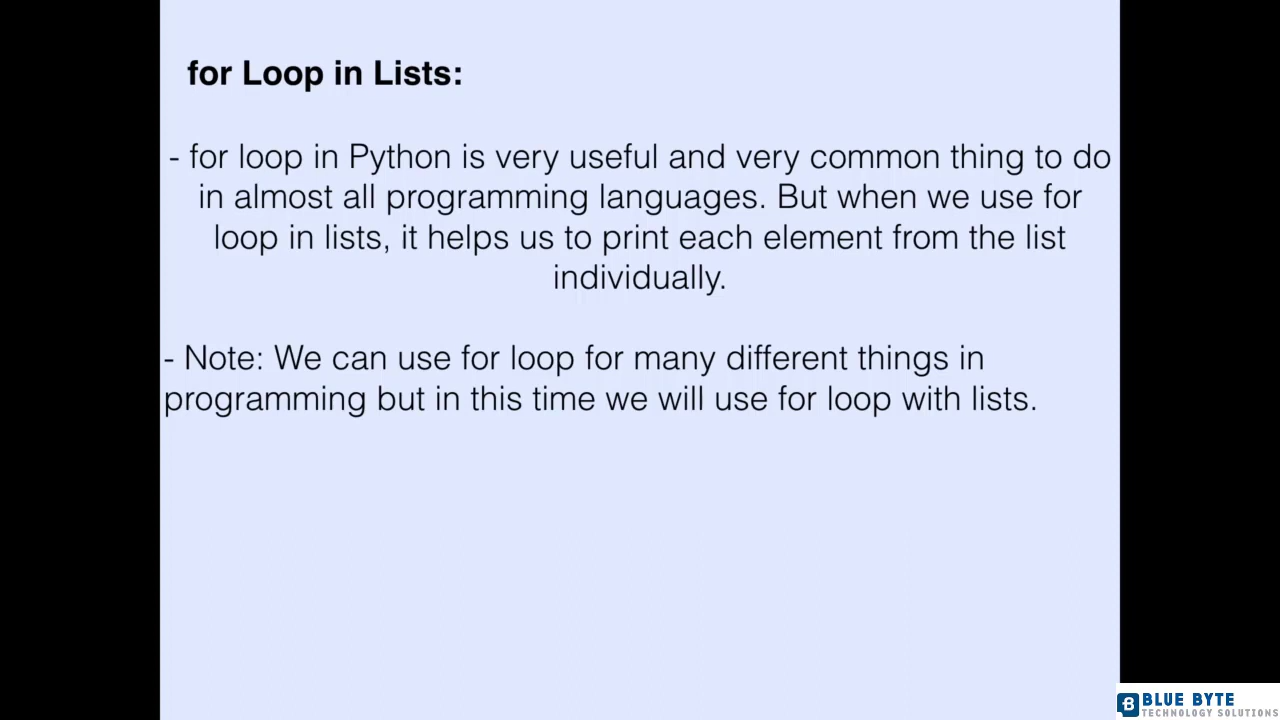 for Loop in Lists:
- for loop in Python is very useful and very common thing to do
in almost all programming languages. But when we use for
loop in lists, it helps us to print each element from the list
individually.
- Note: We can use for loop for many different things in
programming but in this time we will use for loop with lists.
BLUE BYTE
TECHNOLOGY SOLUTIONS